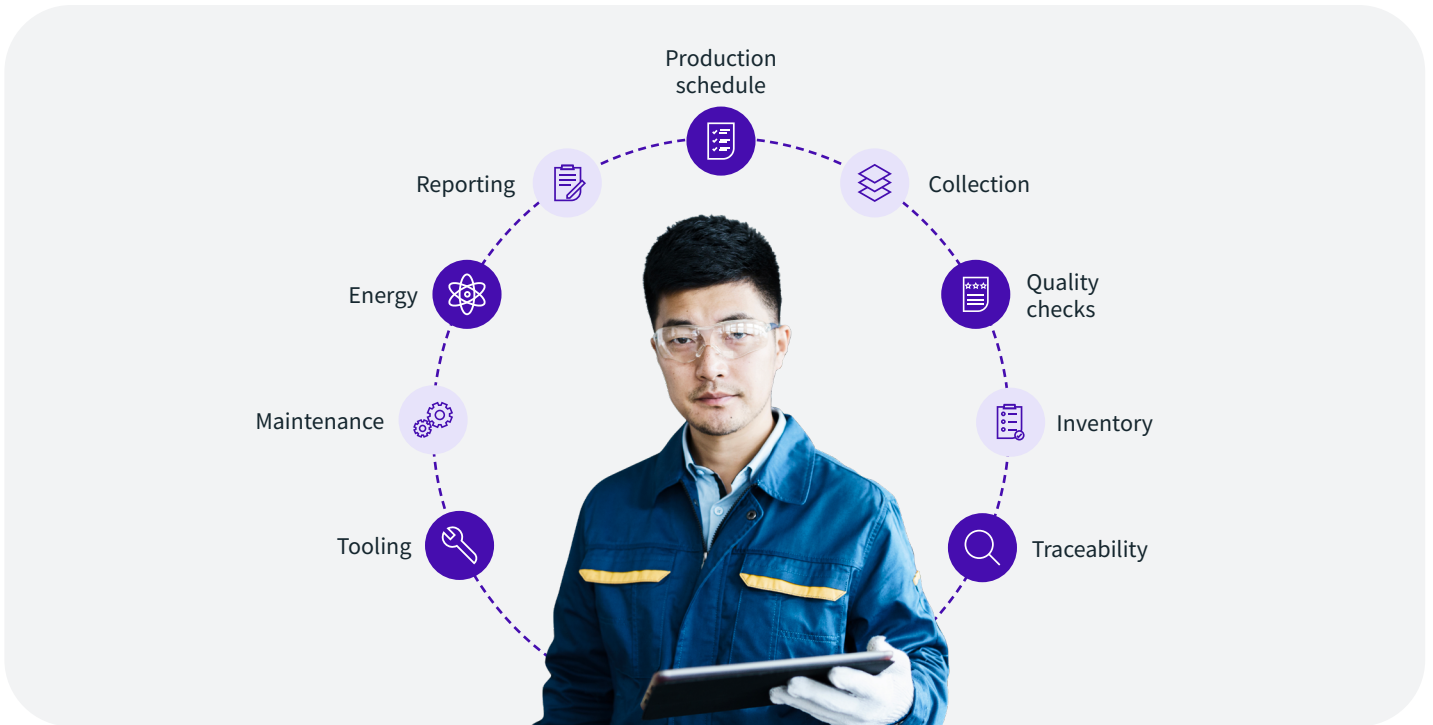 Production
schedule
Reporting
Collection
Energy
Quality
checks
Maintenance
Inventory
Tooling
Traceability